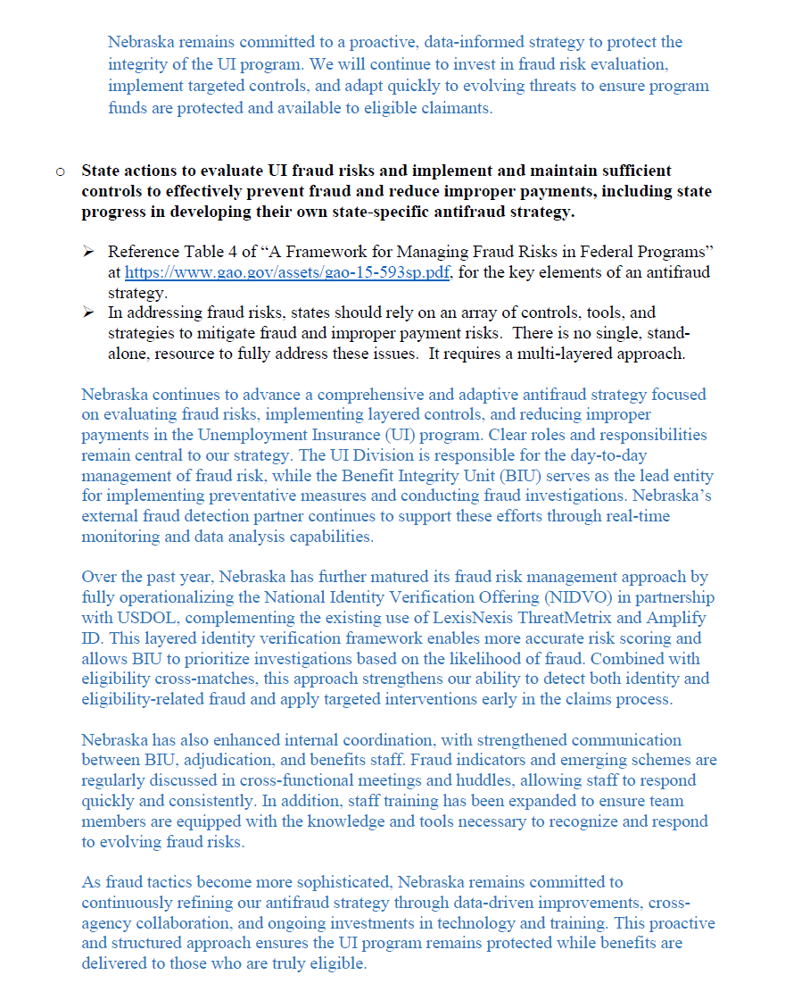 Nebraska remains committed to a proactive, data-informed strategy to protect the
integrity of the UI program. We will continue to invest in fraud risk evaluation,
implement targeted controls, and adapt quickly to evolving threats to ensure program
funds are protected and available to eligible claimants.
o State actions to evaluate UI fraud risks and implement and maintain sufficient
controls to effectively prevent fraud and reduce improper payments, including state
progress in developing their own state-specific antifraud strategy.
➢ Reference Table 4 of “A Framework for Managing Fraud Risks in Federal Programs”
at https://www.gao.gov/assets/gao-15-593sp.pdf, for the key elements of an antifraud
strategy.
➢ In addressing fraud risks, states should rely on an array of controls, tools, and
strategies to mitigate fraud and improper payment risks. There is no single, stand-
alone, resource to fully address these issues. It requires a multi-layered approach.
Nebraska continues to advance a comprehensive and adaptive antifraud strategy focused
on evaluating fraud risks, implementing layered controls, and reducing improper
payments in the Unemployment Insurance (UI) program. Clear roles and responsibilities
remain central to our strategy. The UI Division is responsible for the day-to-day
management of fraud risk, while the Benefit Integrity Unit (BIU) serves as the lead entity
for implementing preventative measures and conducting fraud investigations. Nebraska’s
external fraud detection partner continues to support these efforts through real-time
monitoring and data analysis capabilities.
Over the past year, Nebraska has further matured its fraud risk management approach by
fully operationalizing the National Identity Verification Offering (NIDVO) in partnership
with USDOL, complementing the existing use of LexisNexis ThreatMetrix and Amplify
ID. This layered identity verification framework enables more accurate risk scoring and
allows BIU to prioritize investigations based on the likelihood of fraud. Combined with
eligibility cross-matches, this approach strengthens our ability to detect both identity and
eligibility-related fraud and apply targeted interventions early in the claims process.
Nebraska has also enhanced internal coordination, with strengthened communication
between BIU, adjudication, and benefits staff. Fraud indicators and emerging schemes are
regularly discussed in cross-functional meetings and huddles, allowing staff to respond
quickly and consistently. In addition, staff training has been expanded to ensure team
members are equipped with the knowledge and tools necessary to recognize and respond
to evolving fraud risks.
As fraud tactics become more sophisticated, Nebraska remains committed to
continuously refining our antifraud strategy through data-driven improvements, cross-
agency collaboration, and ongoing investments in technology and training. This proactive
and structured approach ensures the UI program remains protected while benefits are
delivered to those who are truly eligible.